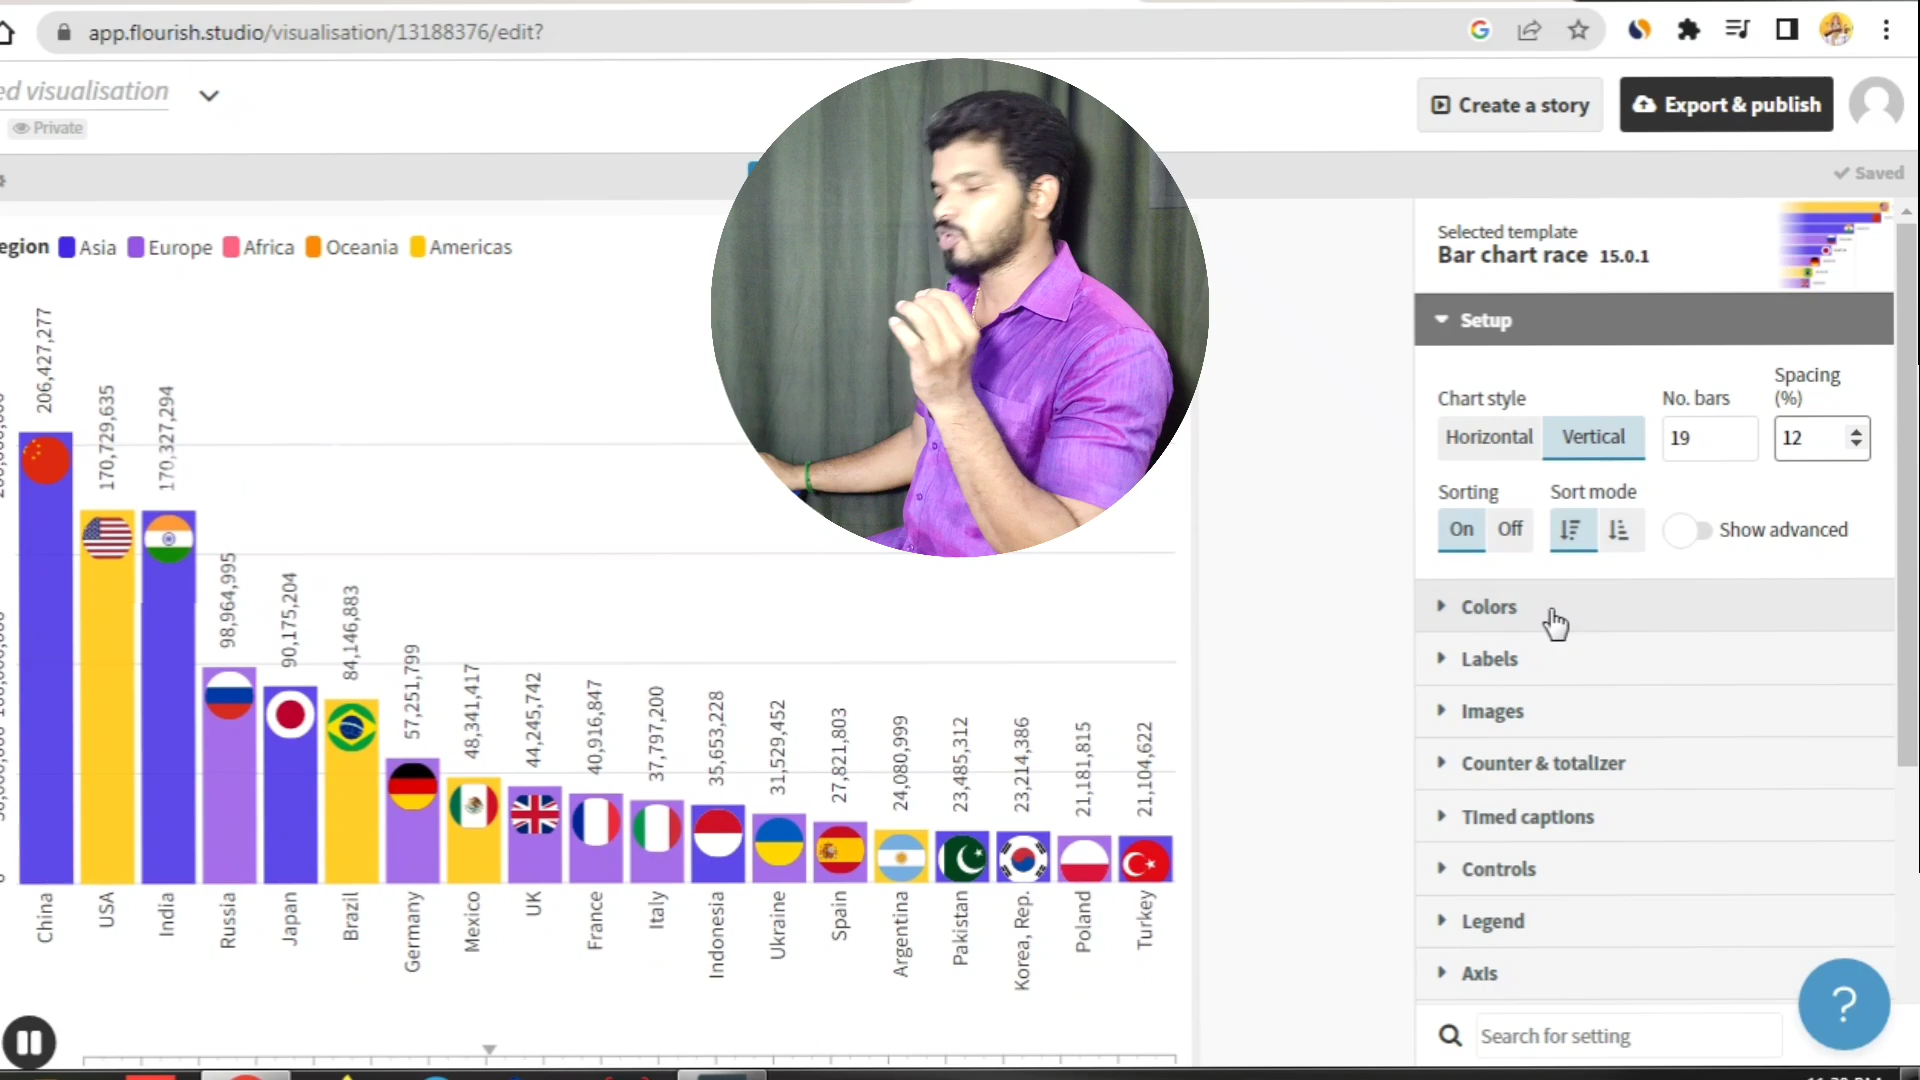 app.flourish.studio/visualisation/13188376/edit?
ed visualisation
Private
Create a story
Export & publish
Saved
egion Asia Europe Africa Oceania Americas
Selected template
Bar chart race 15.0.1
Setup
Chart style
No. bars
Spacing
(%)
Horizontal
Vertical
19
12
Sorting
Sort mode
On
Off
Show advanced
Colors
Labels
Images
Counter & totalizer
Timed captions
Controls
Legend
Axis
Search for setting
?
206,427,277
170,729,635
170,327,294
98,964,995
90,175,204
84,146,883
57,251,799
48,341,417
44,245,742
40,916,847
37,797,200
35,653,228
31,529,452
27,821,803
24,080,999
23,485,312
23,214,386
21,181,815
21,104,622
China
USA
India
Russia
Japan
Brazil
Germany
Mexico
UK
France
Italy
Indonesia
Ukraine
Spain
Argentina
Pakistan
Korea, Rep.
Poland
Turkey